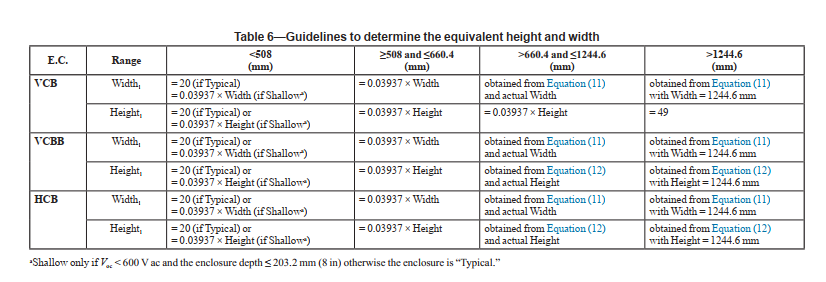 Table 6—Guidelines to determine the equivalent height and width
E.C. Range <508 (mm) ≥508 and ≤660.4 (mm) >660.4 and ≤1244.6 (mm) >1244.6 (mm)
VCB Width₁ = 20 (if Typical) = 0.03937 × Width (if Shallowᵃ) = 0.03937 × Width obtained from Equation (11) and actual Width obtained from Equation (11) with Width = 1244.6 mm
Height₁ = 20 (if Typical) or = 0.03937 × Height (if Shallowᵃ) = 0.03937 × Height = 0.03937 × Height = 49
VCBB Width₁ = 20 (if Typical) or = 0.03937 × Width (if Shallowᵃ) = 0.03937 × Width obtained from Equation (11) and actual Width obtained from Equation (11) with Width = 1244.6 mm
Height₁ = 20 (if Typical) or = 0.03937 × Height (if Shallowᵃ) = 0.03937 × Height obtained from Equation (12) and actual Height obtained from Equation (12) with Height = 1244.6 mm
HCB Width₁ = 20 (if Typical) or = 0.03937 × Width (if Shallowᵃ) = 0.03937 × Width obtained from Equation (11) and actual Width obtained from Equation (11) with Width = 1244.6 mm
Height₁ = 20 (if Typical) or = 0.03937 × Height (if Shallowᵃ) = 0.03937 × Height obtained from Equation (12) and actual Height obtained from Equation (12) with Height = 1244.6 mm
ᵃShallow only if Voc < 600 V ac and the enclosure depth ≤ 203.2 mm (8 in) otherwise the enclosure is “Typical.”